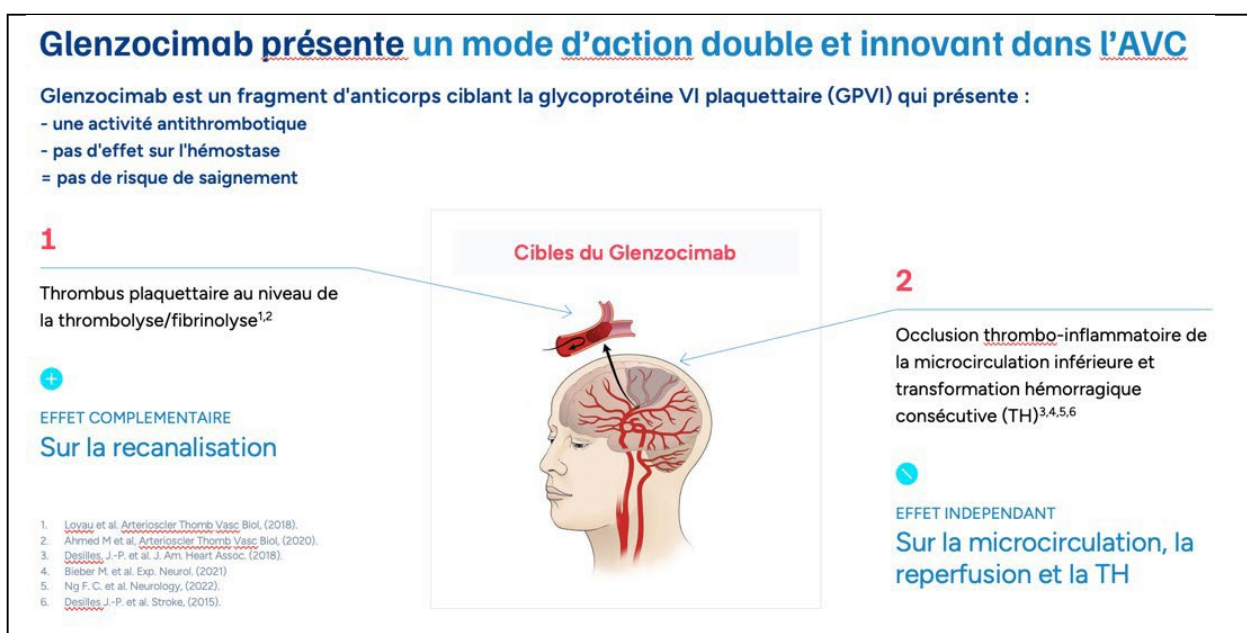 Glenzocimab présente un mode d'action double et innovant dans l'AVC
Glenzocimab est un fragment d'anticorps ciblant la glycoprotéine VI plaquettaire (GPVI) qui présente :
- une activité antithrombotique
- pas d'effet sur l'hémostase
= pas de risque de saignement
1
Thrombus plaquettaire au niveau de
la thrombolyse/fibrinolyse1,2
EFFET COMPLEMENTAIRE
Sur la recanalisation
Cibles du Glenzocimab
2
Occlusion thrombo-inflammatoire de
la microcirculation inférieure et
transformation hémorragique
consécutive (TH)3,4,5,6
EFFET INDEPENDANT
Sur la microcirculation, la
reperfusion et la TH
1. Loyau et al. Arterioscler Thomb Vasc Biol, (2018).
2. Ahmed M et al, Arterioscler Thomb Vasc Biol, (2020).
3. Desilles, J.-P. et al. J. Am. Heart Assoc. (2018).
4. Bieber M. et al. Exp. Neurol. (2021)
5. Ng F. C. et al. Neurology, (2022).
6. Desilles J.-P. et al. Stroke, (2015).